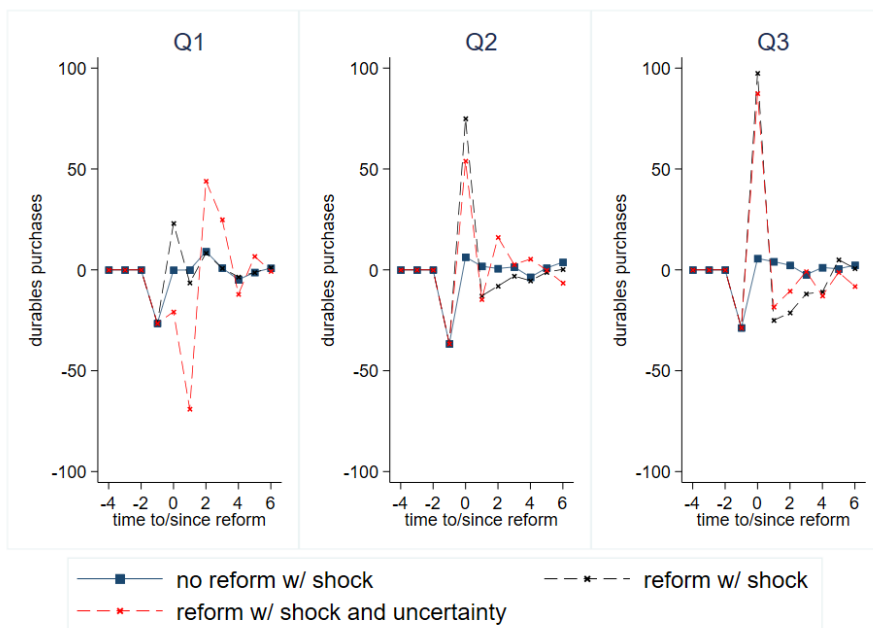 Q1
Q2
Q3
100
50
0
-50
-100
durables purchases
-4 -2 0 2 4 6
time to/since reform
100
50
0
-50
-100
durables purchases
-4 -2 0 2 4 6
time to/since reform
100
50
0
-50
-100
durables purchases
-4 -2 0 2 4 6
time to/since reform
no reform w/ shock
reform w/ shock
reform w/ shock and uncertainty